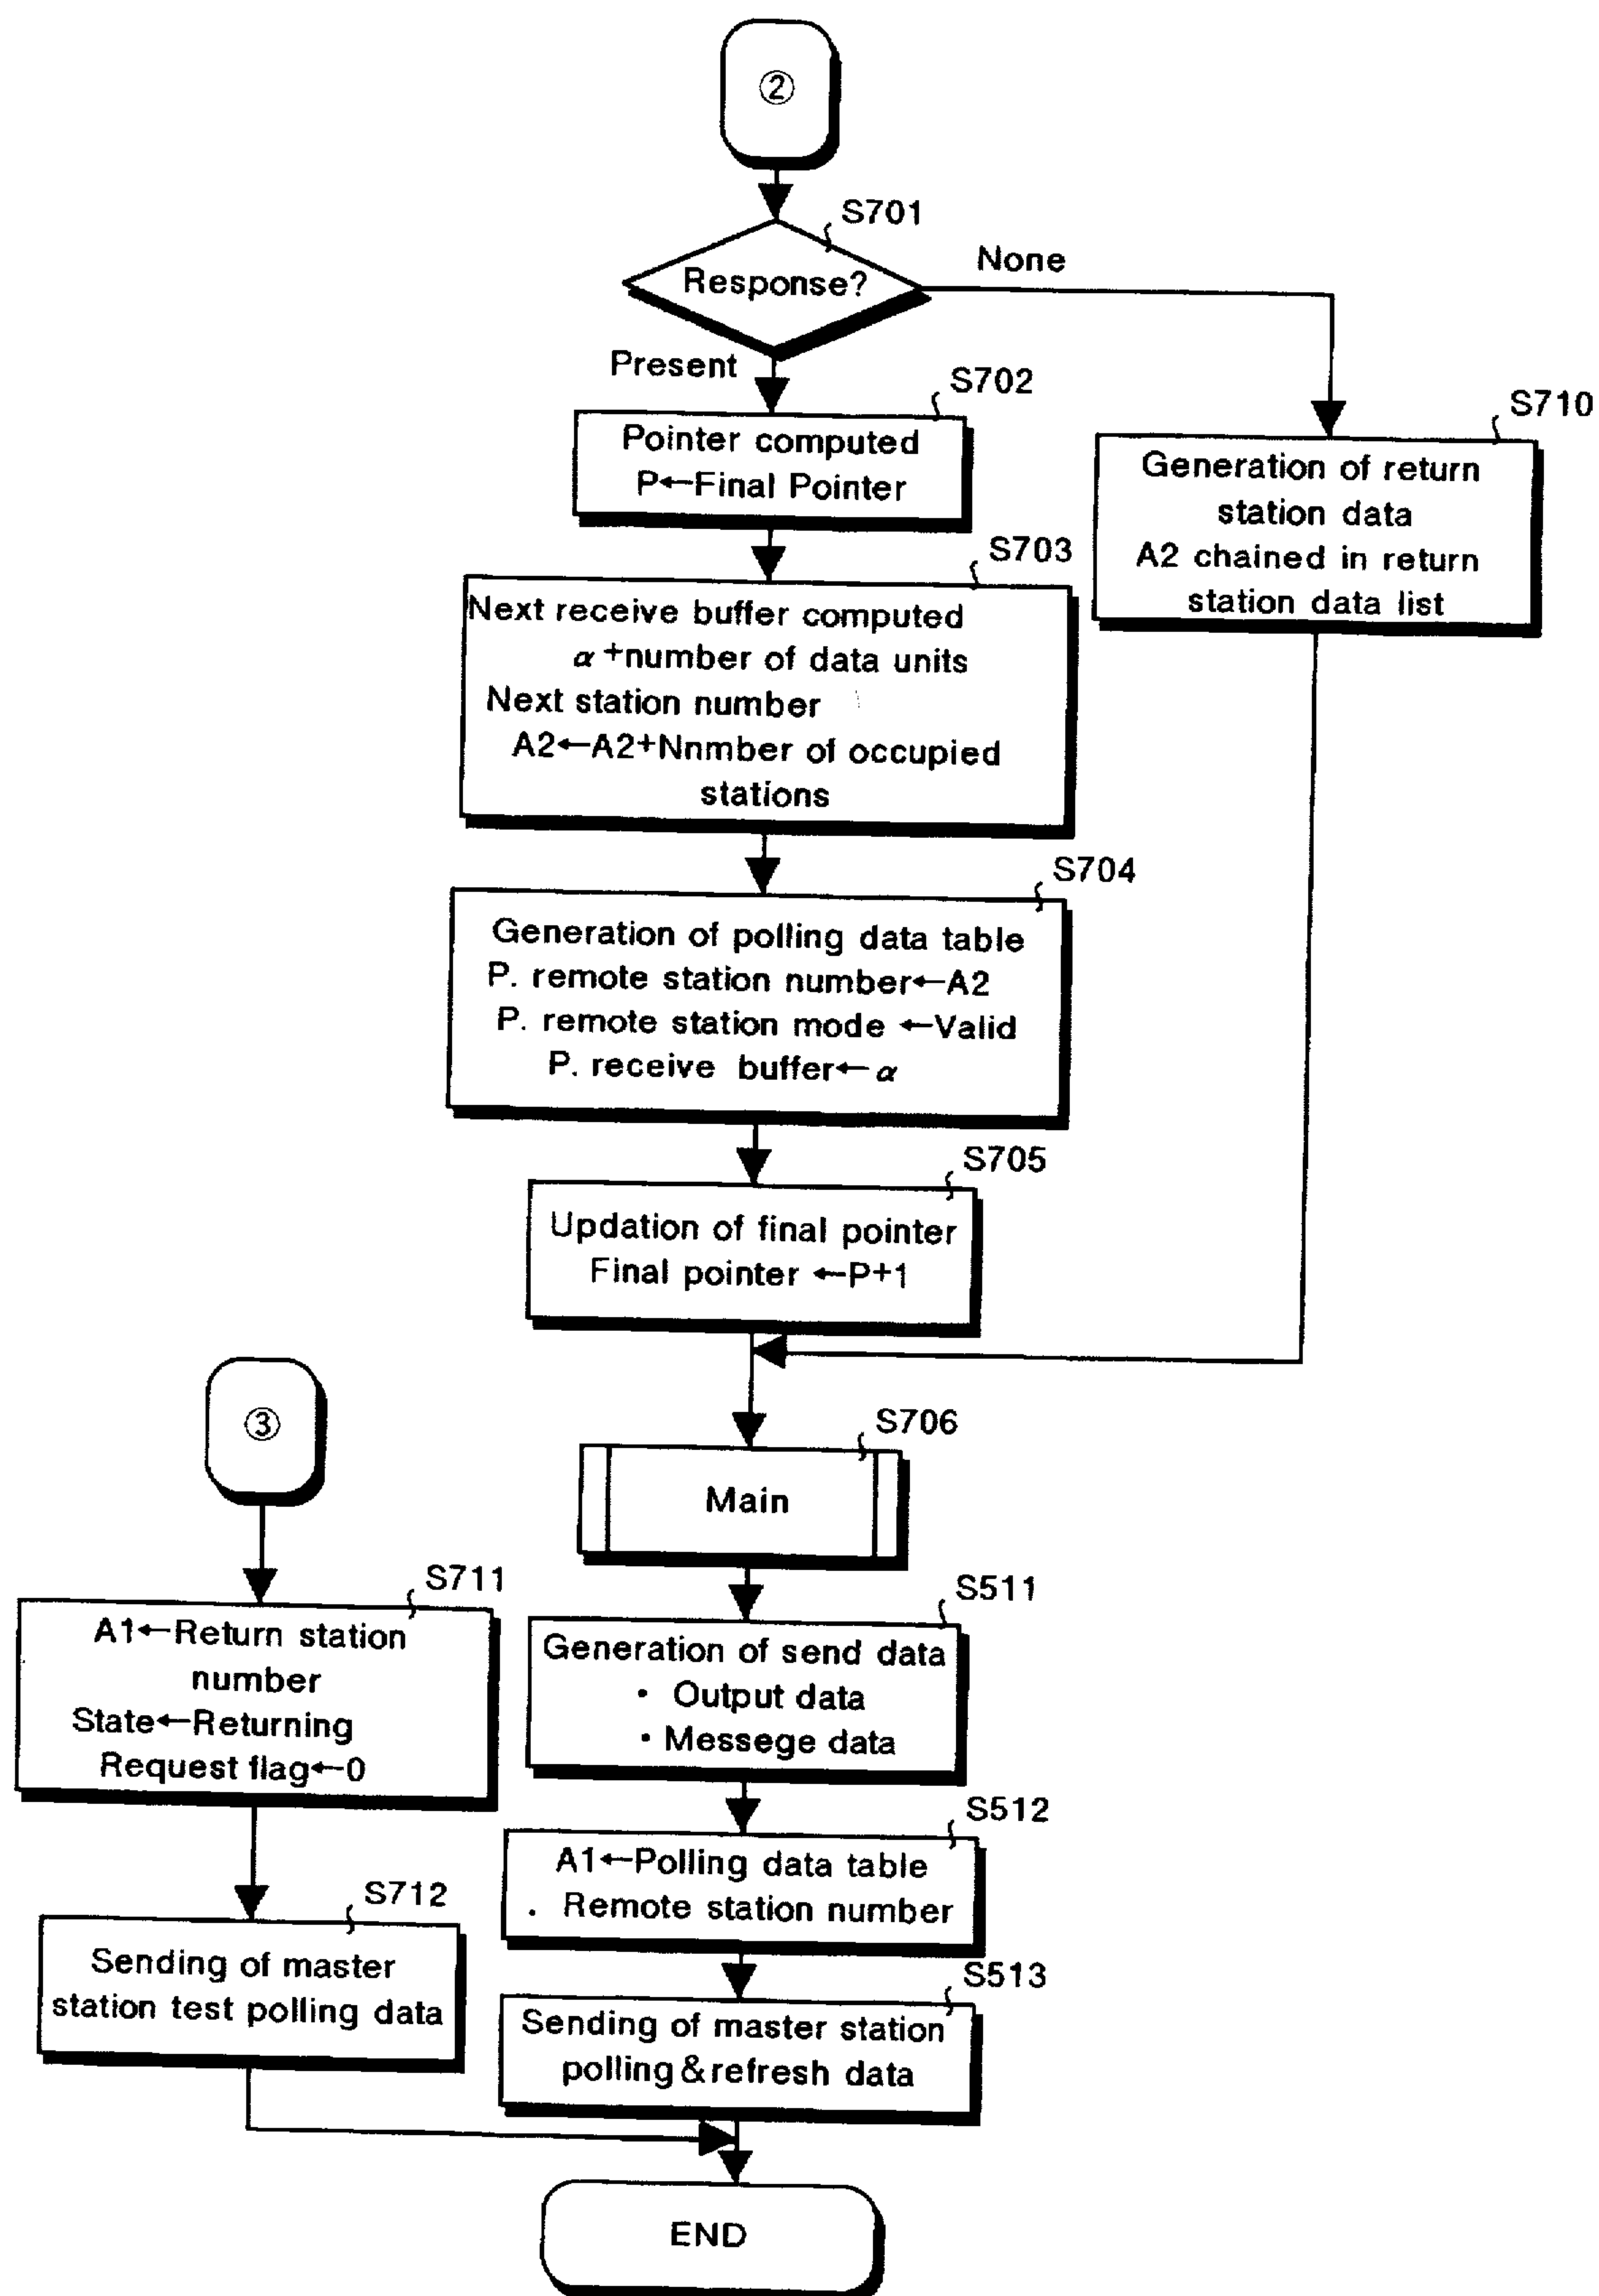 ②
S701
Response?
None
Present
S702
Pointer computed
P←Final Pointer
S710
Generation of return
station data
A2 chained in return
station data list
S703
Next receive buffer computed
α+number of data units
Next station number
A2←A2+Nnmber of occupied
stations
S704
Generation of polling data table
P. remote station number←A2
P. remote station mode ←Valid
P. receive buffer←α
S705
Updation of final pointer
Final pointer ←P+1
③
S706
Main
S711
A1←Return station
number
State←Returning
Request flag←0
S511
Generation of send data
· Output data
· Messege data
S512
A1←Polling data table
. Remote station number
S712
Sending of master
station test polling data
S513
Sending of master station
polling&refresh data
END